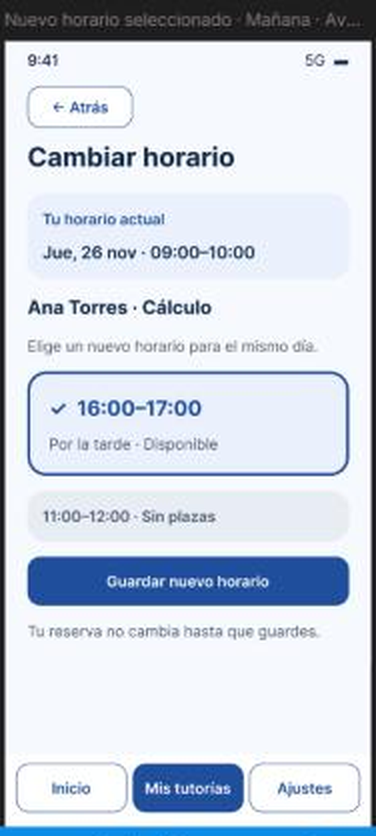 Nuevo horario seleccionado · Mañana · Av...
9:41
5G
← Atrás
Cambiar horario
Tu horario actual
Jue, 26 nov · 09:00–10:00
Ana Torres · Cálculo
Elige un nuevo horario para el mismo día.
✓ 16:00–17:00
Por la tarde · Disponible
11:00–12:00 · Sin plazas
Guardar nuevo horario
Tu reserva no cambia hasta que guardes.
Inicio
Mis tutorías
Ajustes